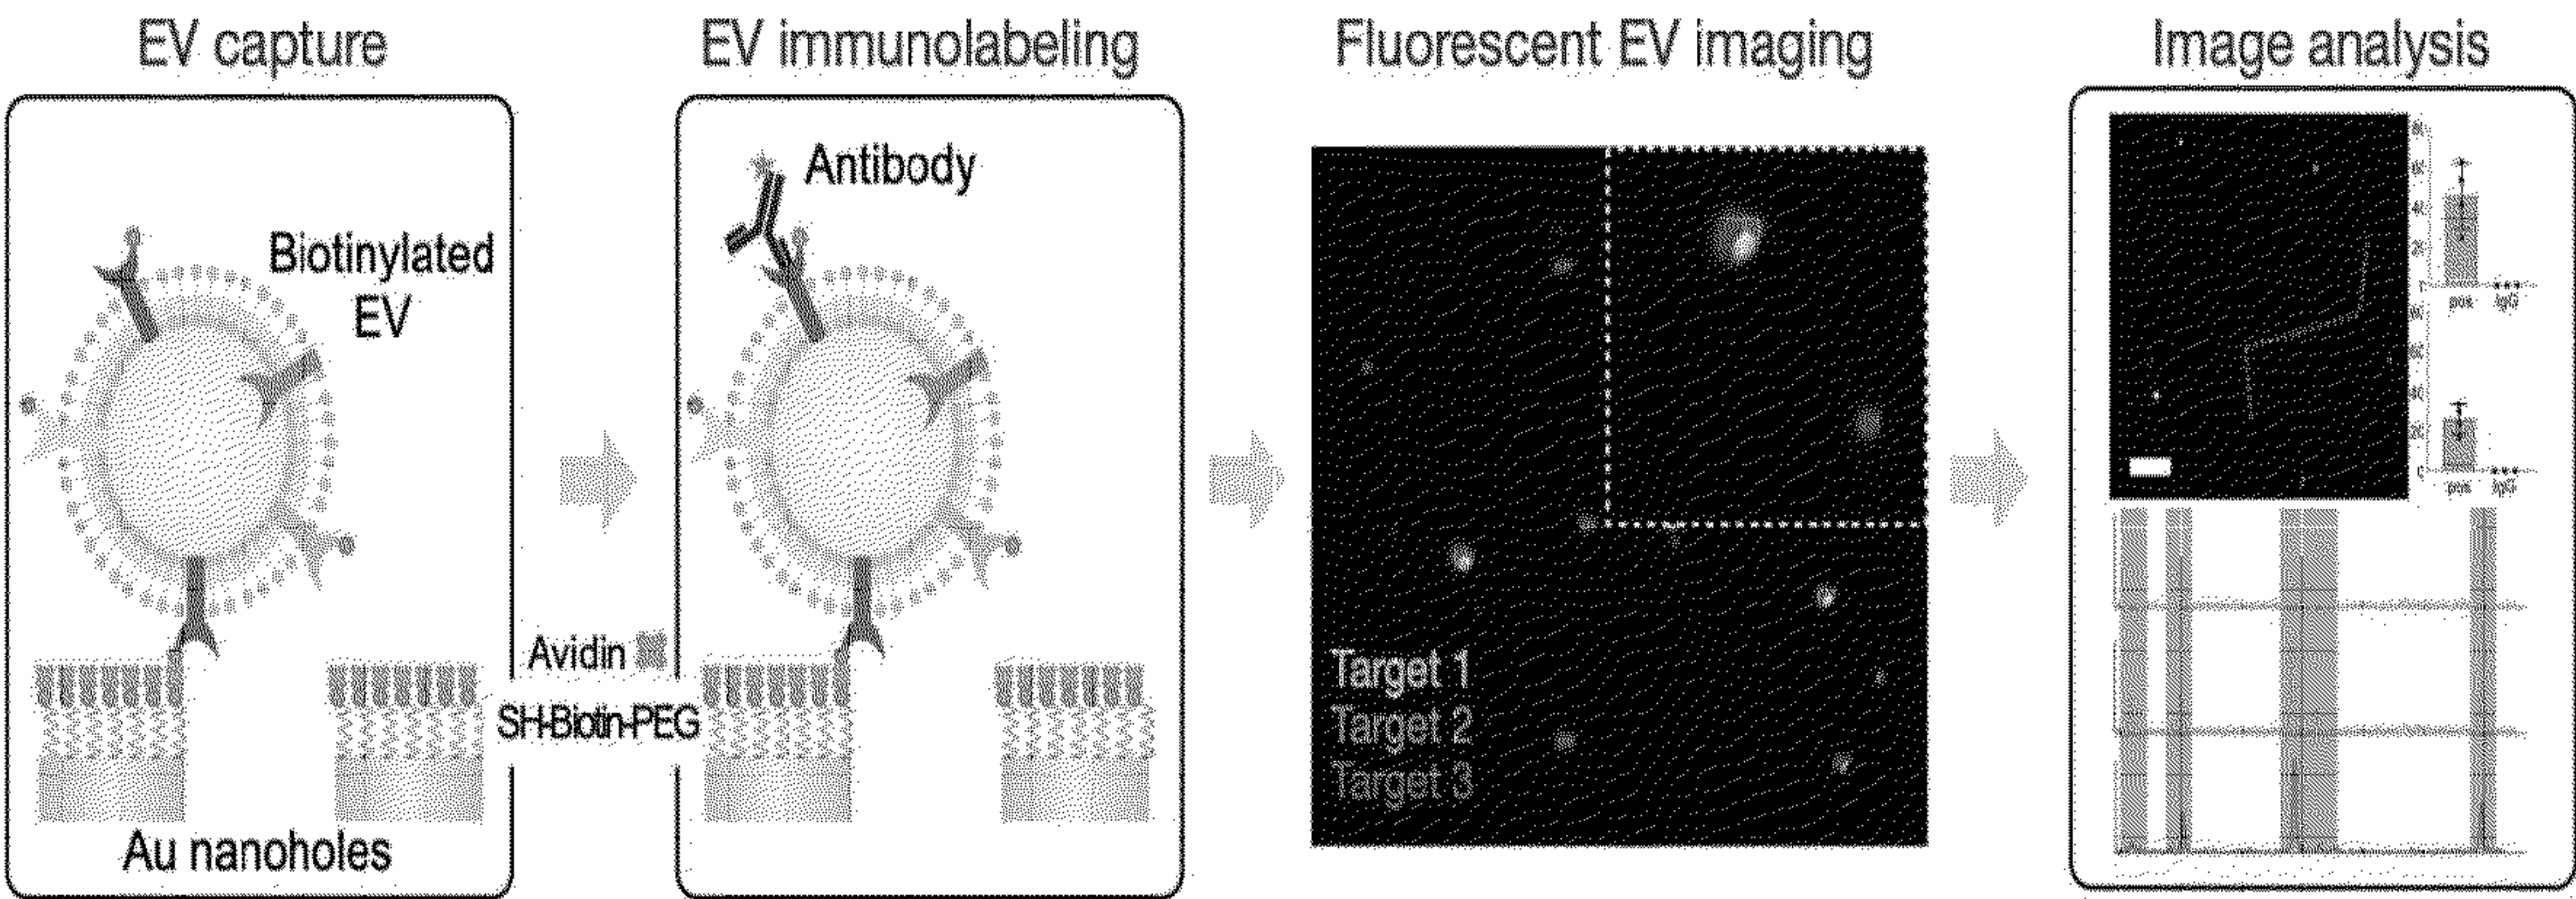 EV capture
EV immunolabeling
Fluorescent EV imaging
Image analysis
Biotinylated
EV
Au nanoholes
Avidin
SH-Biotin-PEG
Antibody
Target 1
Target 2
Target 3
pos IgG
pos IgG